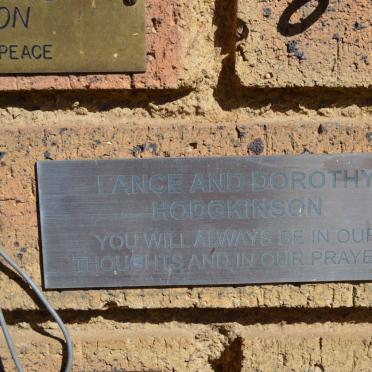 ON
PEACE
LANCE AND DOROTHY
HODGKINSON
YOU WILL ALWAYS BE IN OUR
THOUGHTS AND IN OUR PRAYE